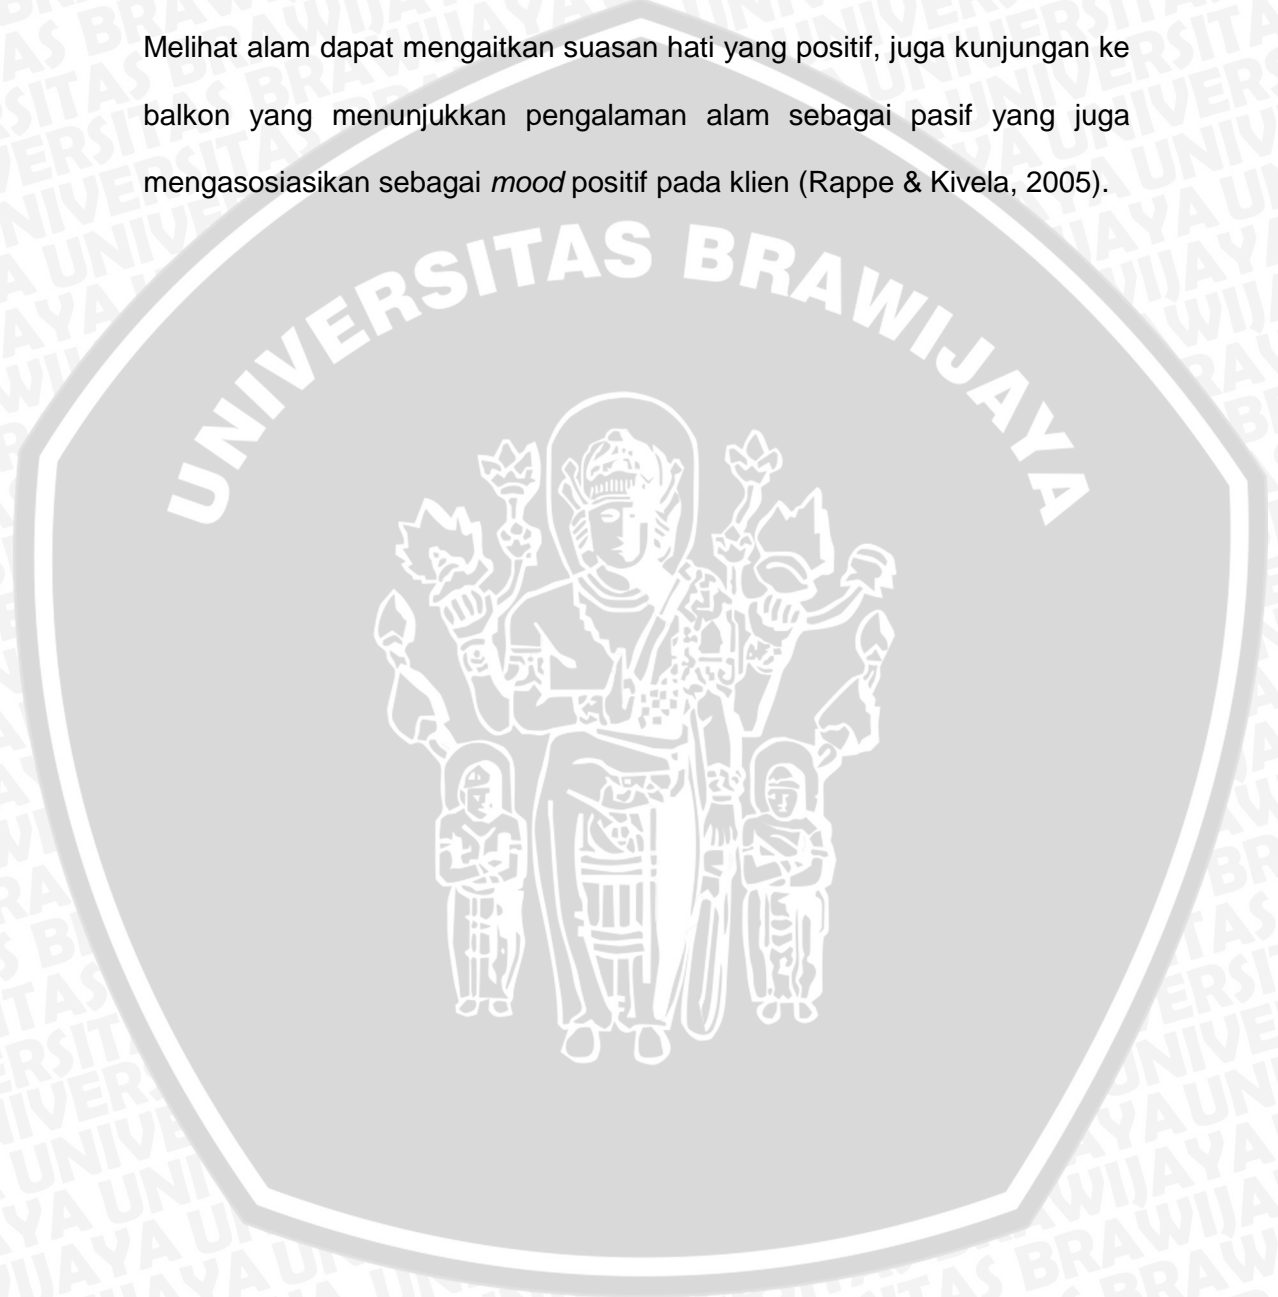 Melihat alam dapat mengaitkan suasan hati yang positif, juga kunjungan ke
balkon yang menunjukkan pengalaman alam sebagai pasif yang juga
mengasosiasikan sebagai mood positif pada klien (Rappe & Kivela, 2005).
UNIVERSITAS BRAWIJAYA